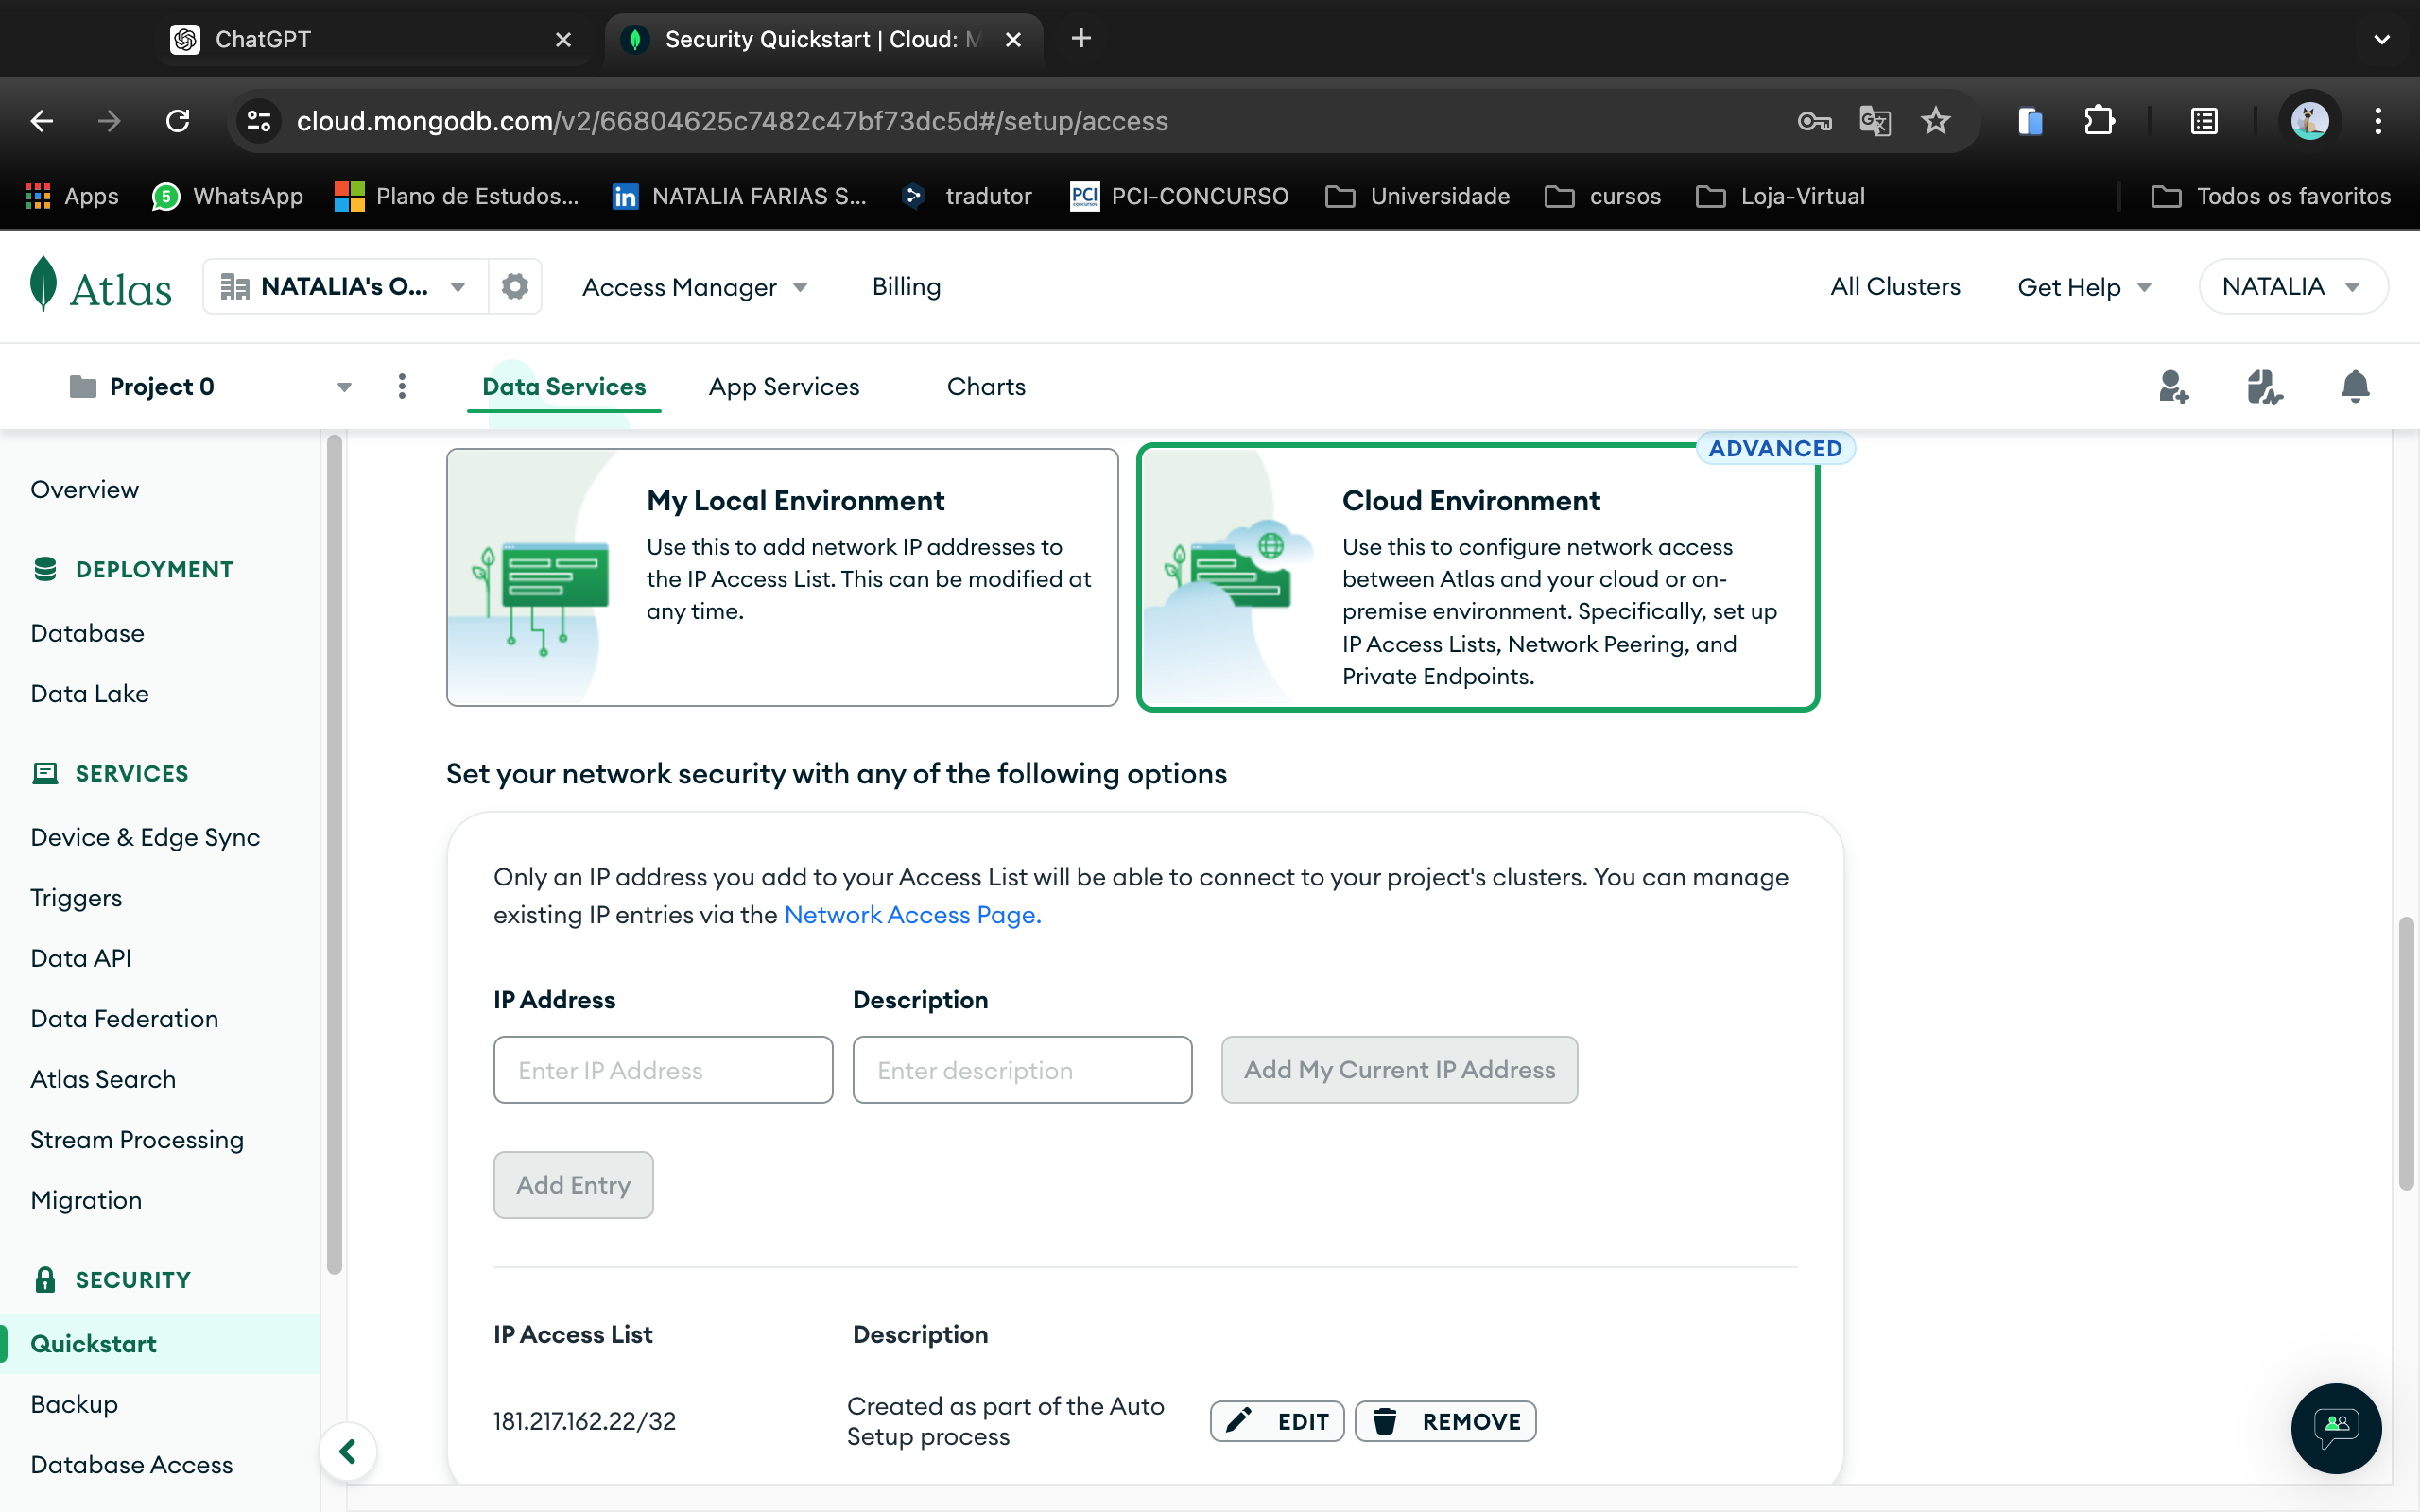 ChatGPT
Security Quickstart | Cloud: M
cloud.mongodb.com/v2/66804625c7482c47bf73dc5d#/setup/access
Apps
5
WhatsApp
Plano de Estudos...
in
NATALIA FARIAS S...
tradutor
PCI
PCI-CONCURSO
Universidade
cursos
Loja-Virtual
Todos os favoritos
Atlas
NATALIA's O...
Access Manager
Billing
All Clusters
Get Help
NATALIA
Project 0
Data Services
App Services
Charts
Overview
DEPLOYMENT
Database
Data Lake
SERVICES
Device & Edge Sync
Triggers
Data API
Data Federation
Atlas Search
Stream Processing
Migration
SECURITY
Quickstart
Backup
Database Access
My Local Environment
Use this to add network IP addresses to
the IP Access List. This can be modified at
any time.
ADVANCED
Cloud Environment
Use this to configure network access
between Atlas and your cloud or on-
premise environment. Specifically, set up
IP Access Lists, Network Peering, and
Private Endpoints.
Set your network security with any of the following options
Only an IP address you add to your Access List will be able to connect to your project's clusters. You can manage
existing IP entries via the Network Access Page.
IP Address
Description
Enter IP Address
Enter description
Add My Current IP Address
Add Entry
IP Access List
Description
181.217.162.22/32
Created as part of the Auto
Setup process
EDIT
REMOVE